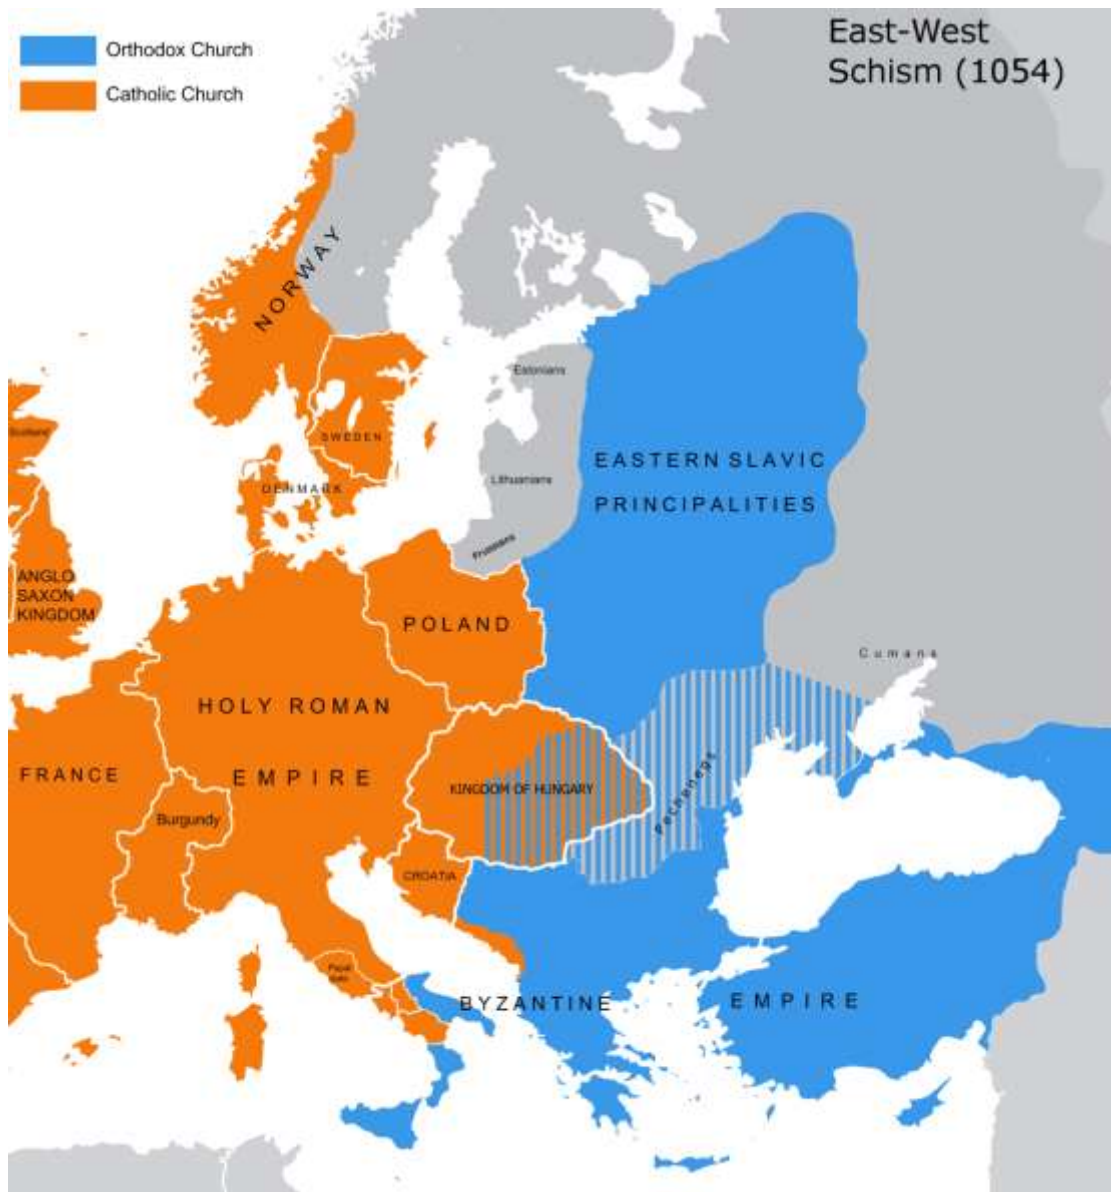 Orthodox Church
Catholic Church
East-West
Schism (1054)
NORWAY
Estonians
Scotland
SWEDEN
EASTERN SLAVIC
PRINCIPALITIES
Lithuanians
DENMARK
Prussians
ANGLO
SAXON
KINGDOM
POLAND
Cumans
HOLY ROMAN
EMPIRE
FRANCE
KINGDOM OF HUNGARY
Pechenegs
Burgundy
CROATIA
Papal
BYZANTINE
EMPIRE